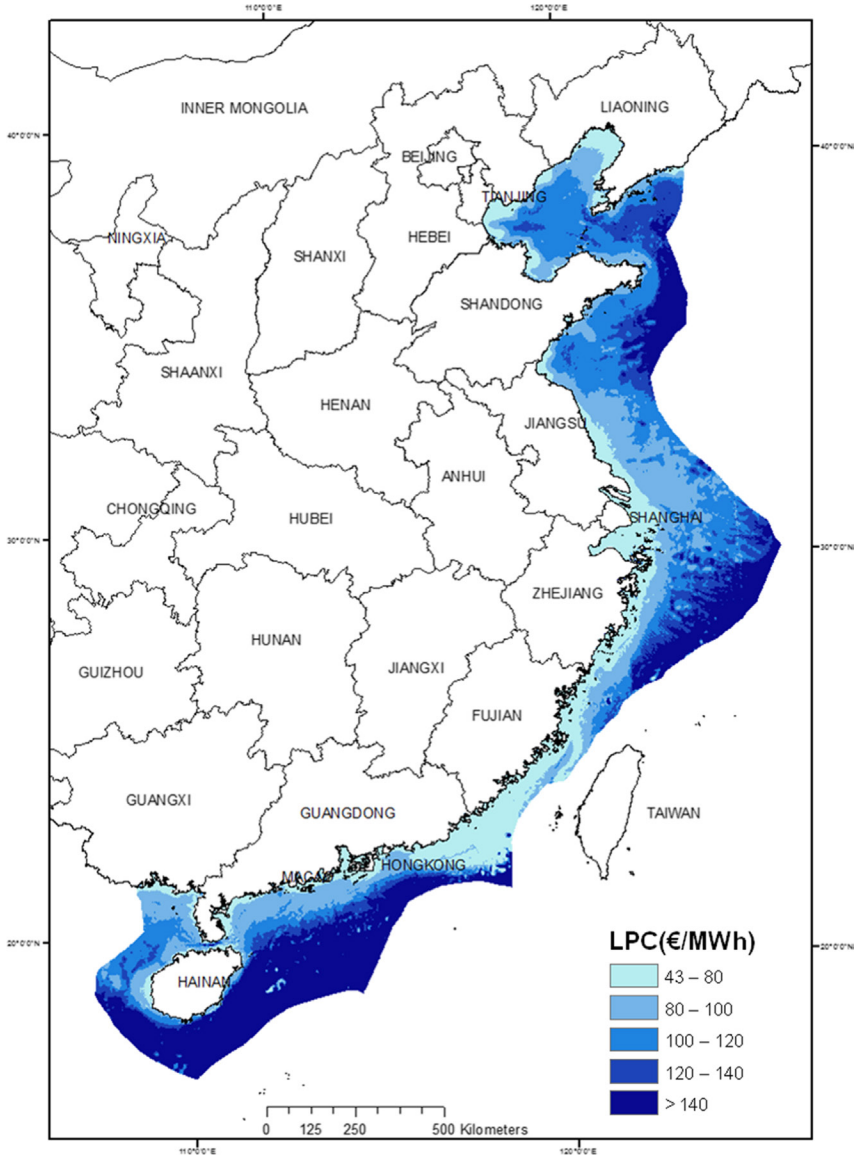 110°0'0"E
120°0'0"E
INNER MONGOLIA
LIAONING
40°0'0"N
40°0'0"N
BEIJING
TIANJING
NINGXIA
HEBEI
SHANXI
SHANDONG
SHAANXI
HENAN
JIANGSU
ANHUI
CHONGQING
HUBEI
SHANGHAI
30°0'0"N
30°0'0"N
ZHEJIANG
HUNAN
JIANGXI
GUIZHOU
FUJIAN
GUANGXI
GUANGDONG
TAIWAN
HONGKONG
MACAO
20°0'0"N
20°0'0"N
HAINAN
LPC(€/MWh)
43 – 80
80 – 100
100 – 120
120 – 140
> 140
0 125 250 500 Kilometers
110°0'0"E
120°0'0"E